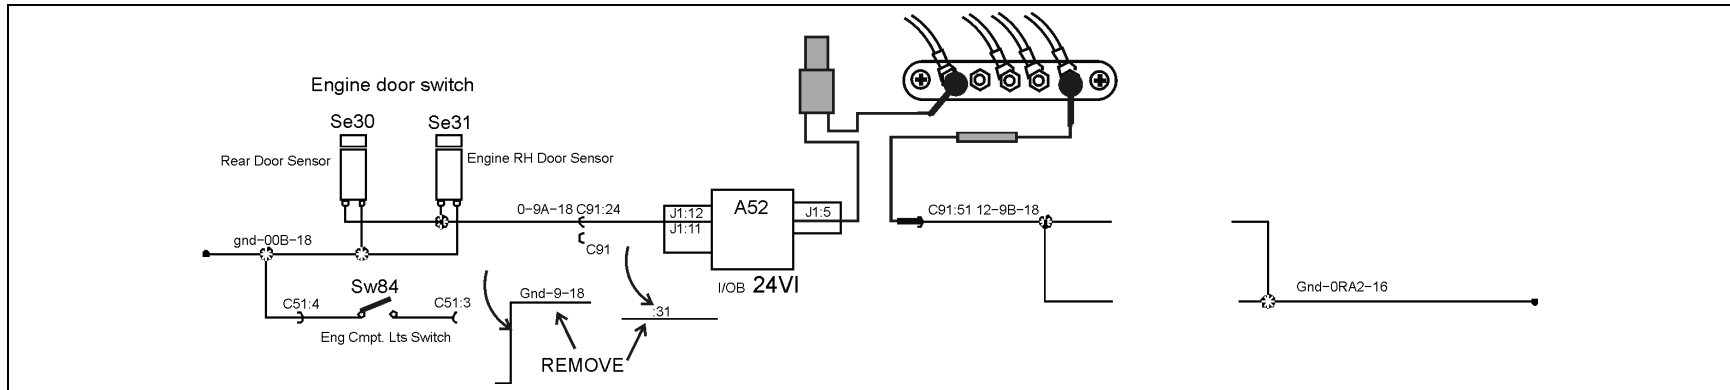 Engine door switch
Se30
Se31
Rear Door Sensor
Engine RH Door Sensor
0-9A-18 C91:24
J1:12
J1:11
A52
J1:5
C91:51 12-9B-18
gnd-00B-18
C91
I/OB 24VI
Gnd-0RA2-16
Sw84
C51:4
C51:3
Gnd-9-18
:31
Eng Cmpt. Lts Switch
REMOVE